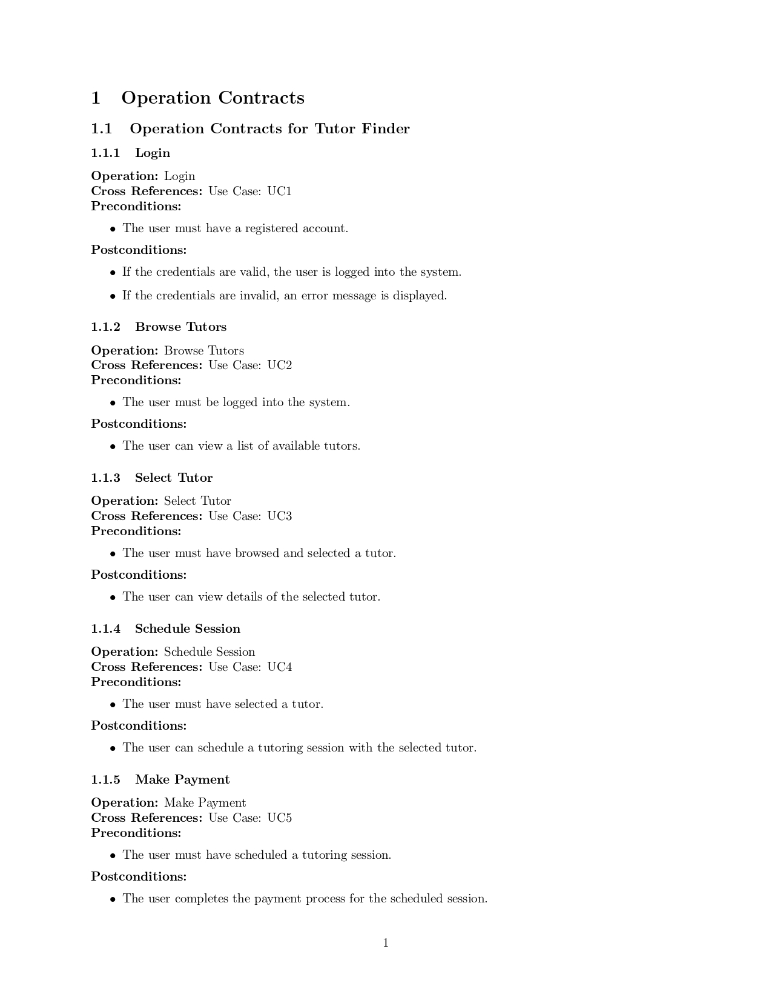 1 Operation Contracts
1.1 Operation Contracts for Tutor Finder
1.1.1 Login
Operation: Login
Cross References: Use Case: UC1
Preconditions:
• The user must have a registered account.
Postconditions:
• If the credentials are valid, the user is logged into the system.
• If the credentials are invalid, an error message is displayed.
1.1.2 Browse Tutors
Operation: Browse Tutors
Cross References: Use Case: UC2
Preconditions:
• The user must be logged into the system.
Postconditions:
• The user can view a list of available tutors.
1.1.3 Select Tutor
Operation: Select Tutor
Cross References: Use Case: UC3
Preconditions:
• The user must have browsed and selected a tutor.
Postconditions:
• The user can view details of the selected tutor.
1.1.4 Schedule Session
Operation: Schedule Session
Cross References: Use Case: UC4
Preconditions:
• The user must have selected a tutor.
Postconditions:
• The user can schedule a tutoring session with the selected tutor.
1.1.5 Make Payment
Operation: Make Payment
Cross References: Use Case: UC5
Preconditions:
• The user must have scheduled a tutoring session.
Postconditions:
• The user completes the payment process for the scheduled session.
1